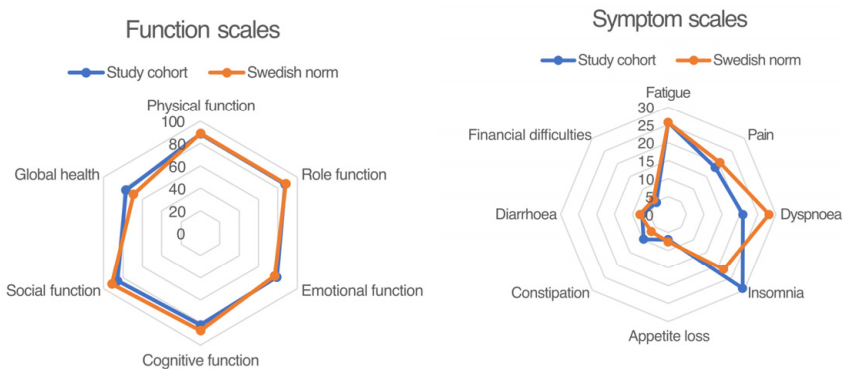 Function scales
Study cohort Swedish norm
Physical function
100
80
60
40
20
0
Role function
Emotional function
Cognitive function
Social function
Global health
Symptom scales
Study cohort Swedish norm
Fatigue
30
25
20
15
10
5
0
Pain
Dyspnoea
Insomnia
Appetite loss
Constipation
Diarrhoea
Financial difficulties